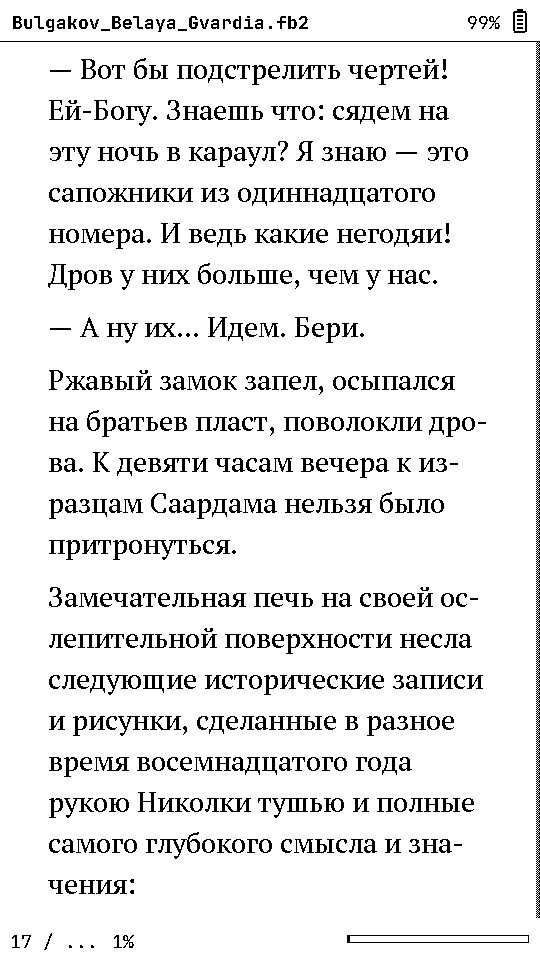 Bulgakov_Belaya_Gvardia.fb2 99%
— Вот бы подстрелить чертей!
Ей-Богу. Знаешь что: сядем на
эту ночь в караул? Я знаю — это
сапожники из одиннадцатого
номера. И ведь какие негодяи!
Дров у них больше, чем у нас.
— А ну их... Идем. Бери.
Ржавый замок запел, осыпался
на братьев пласт, поволокли дро-
ва. К девяти часам вечера к из-
разцам Саардама нельзя было
притронуться.
Замечательная печь на своей ос-
лепительной поверхности несла
следующие исторические записи
и рисунки, сделанные в разное
время восемнадцатого года
рукою Николки тушью и полные
самого глубокого смысла и зна-
чения:
17 / ... 1%